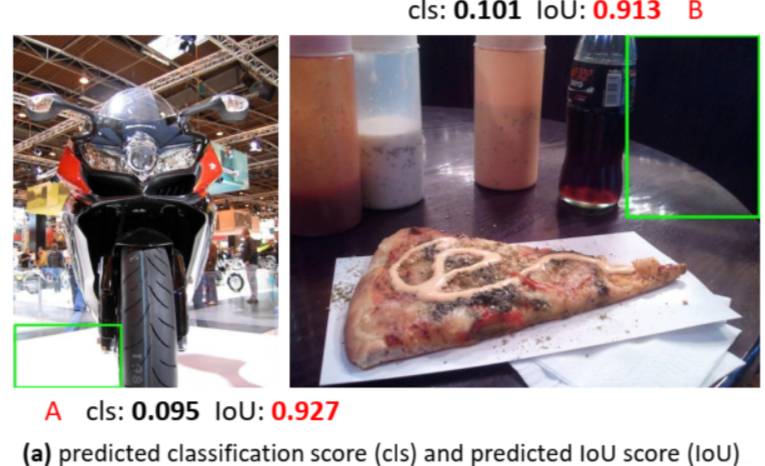 cls: 0.101 IoU: 0.913 B
A cls: 0.095 IoU: 0.927
(a) predicted classification score (cls) and predicted IoU score (IoU)